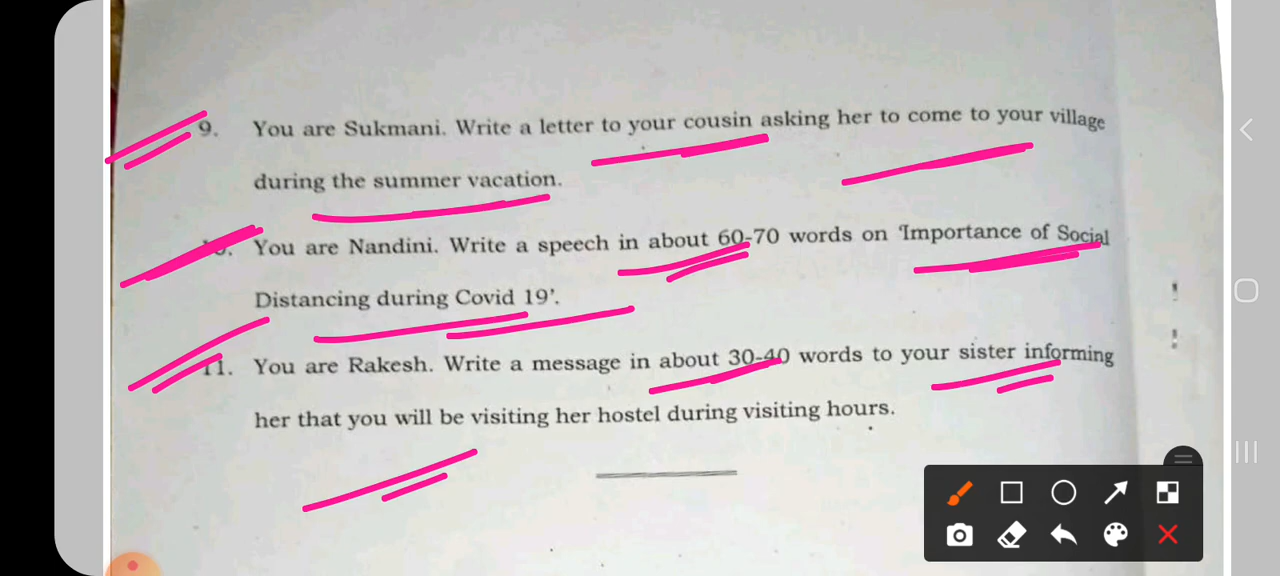 9. You are Sukmani. Write a letter to your cousin asking her to come to your village
during the summer vacation.
You are Nandini. Write a speech in about 60-70 words on 'Importance of Social
Distancing during Covid 19'.
11. You are Rakesh. Write a message in about 30-40 words to your sister informing
her that you will be visiting her hostel during visiting hours.